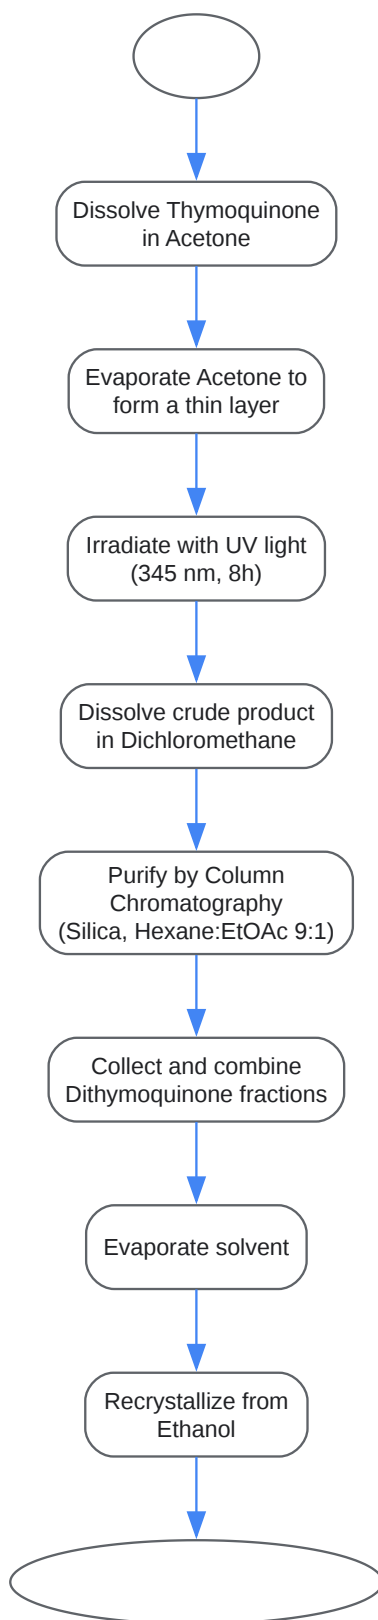 Dissolve Thymoquinone
in Acetone
Evaporate Acetone to
form a thin layer
Irradiate with UV light
(345 nm, 8h)
Dissolve crude product
in Dichloromethane
Purify by Column
Chromatography
(Silica, Hexane:EtOAc 9:1)
Collect and combine
Dithymoquinone fractions
Evaporate solvent
Recrystallize from
Ethanol